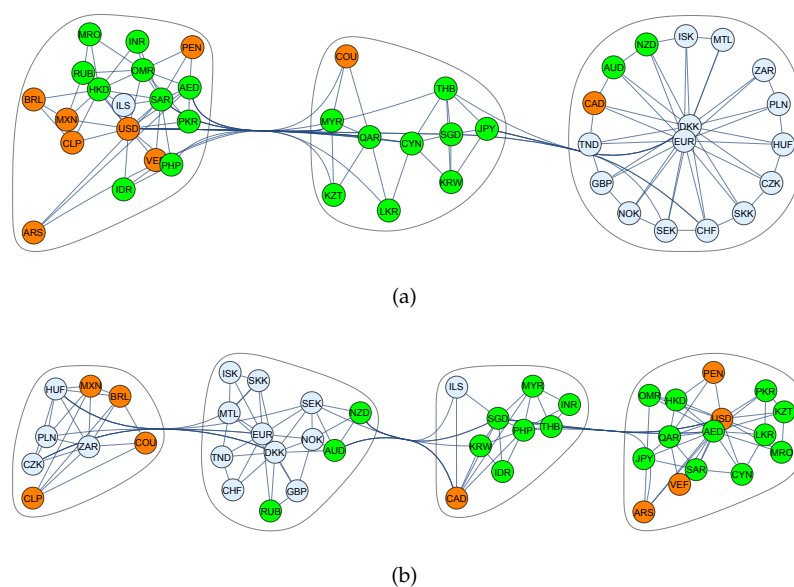 MRO INR PEN
RUB OMR
HKD SAR AED
BRL ILS
MXN USD PKR
CLP VEF PHP
IDR
ARS
COU
THB
MYR QAR CYN SGD JPY
KZT LKR KRW
ISK MTL
NZD
AUD ZAR
CAD PLN
DKK
TND EUR HUF
GBP CZK
NOK SKK
SEK CHF
(a)
HUF MXN BRL
PLN ZAR COU
CZK
CLP
ISK SKK
MTL SEK NZD
EUR NOK
TND DKK AUD
CHF GBP
RUB
ILS MYR
SGD INR
KRW PHP THB
IDR
CAD
PEN
OMR HKD PKR
USD KZT
QAR AED LKR
JPY SAR CYN MRO
VEF
ARS
(b)